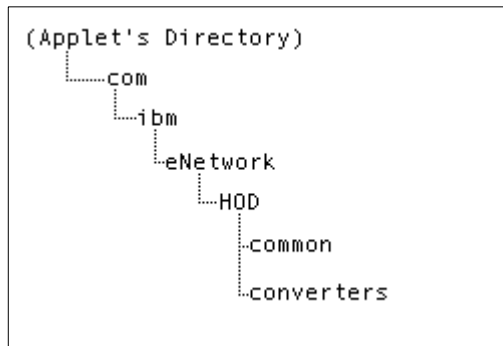 (Applet's Directory)
com
ibm
eNetwork
HOD
common
converters